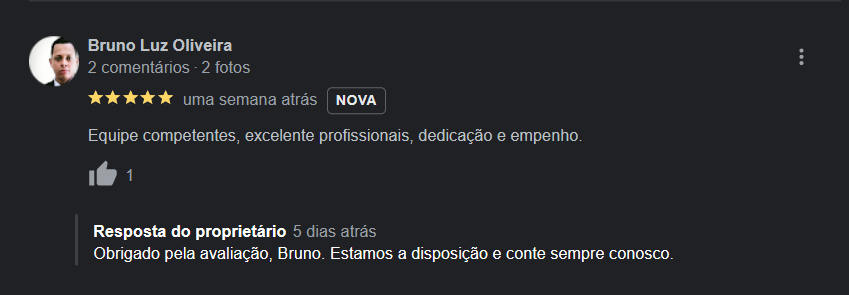 Bruno Luz Oliveira
2 comentários · 2 fotos
uma semana atrás NOVA
Equipe competentes, excelente profissionais, dedicação e empenho.
1
Resposta do proprietário 5 dias atrás
Obrigado pela avaliação, Bruno. Estamos a disposição e conte sempre conosco.